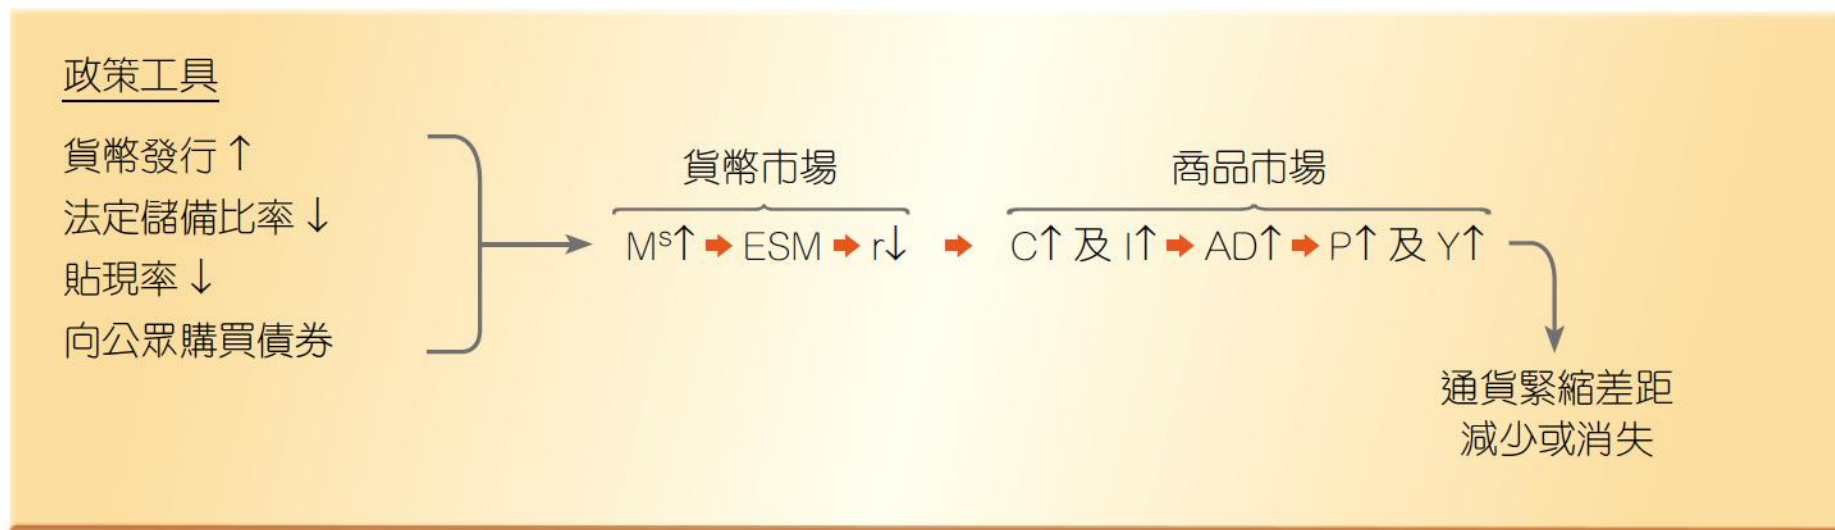 政策工具
貨幣發行↑
法定儲備比率↓
貼現率↓
向公眾購買債券
貨幣市場
Mˢ↑ ➡ ESM ➡ r↓ ➡
商品市場
C↑ 及 I↑ ➡ AD↑ ➡ P↑ 及 Y↑
通貨緊縮差距
減少或消失